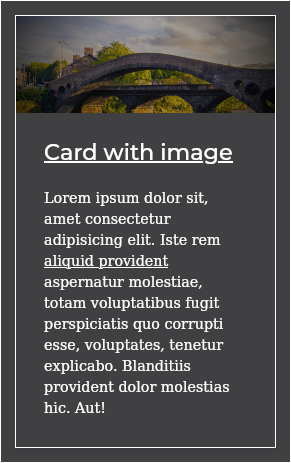 Card with image
Lorem ipsum dolor sit,
amet consectetur
adipisicing elit. Iste rem
aliquid provident
aspernatur molestiae,
totam voluptatibus fugit
perspiciatis quo corrupti
esse, voluptates, tenetur
explicabo. Blanditiis
provident dolor molestias
hic. Aut!